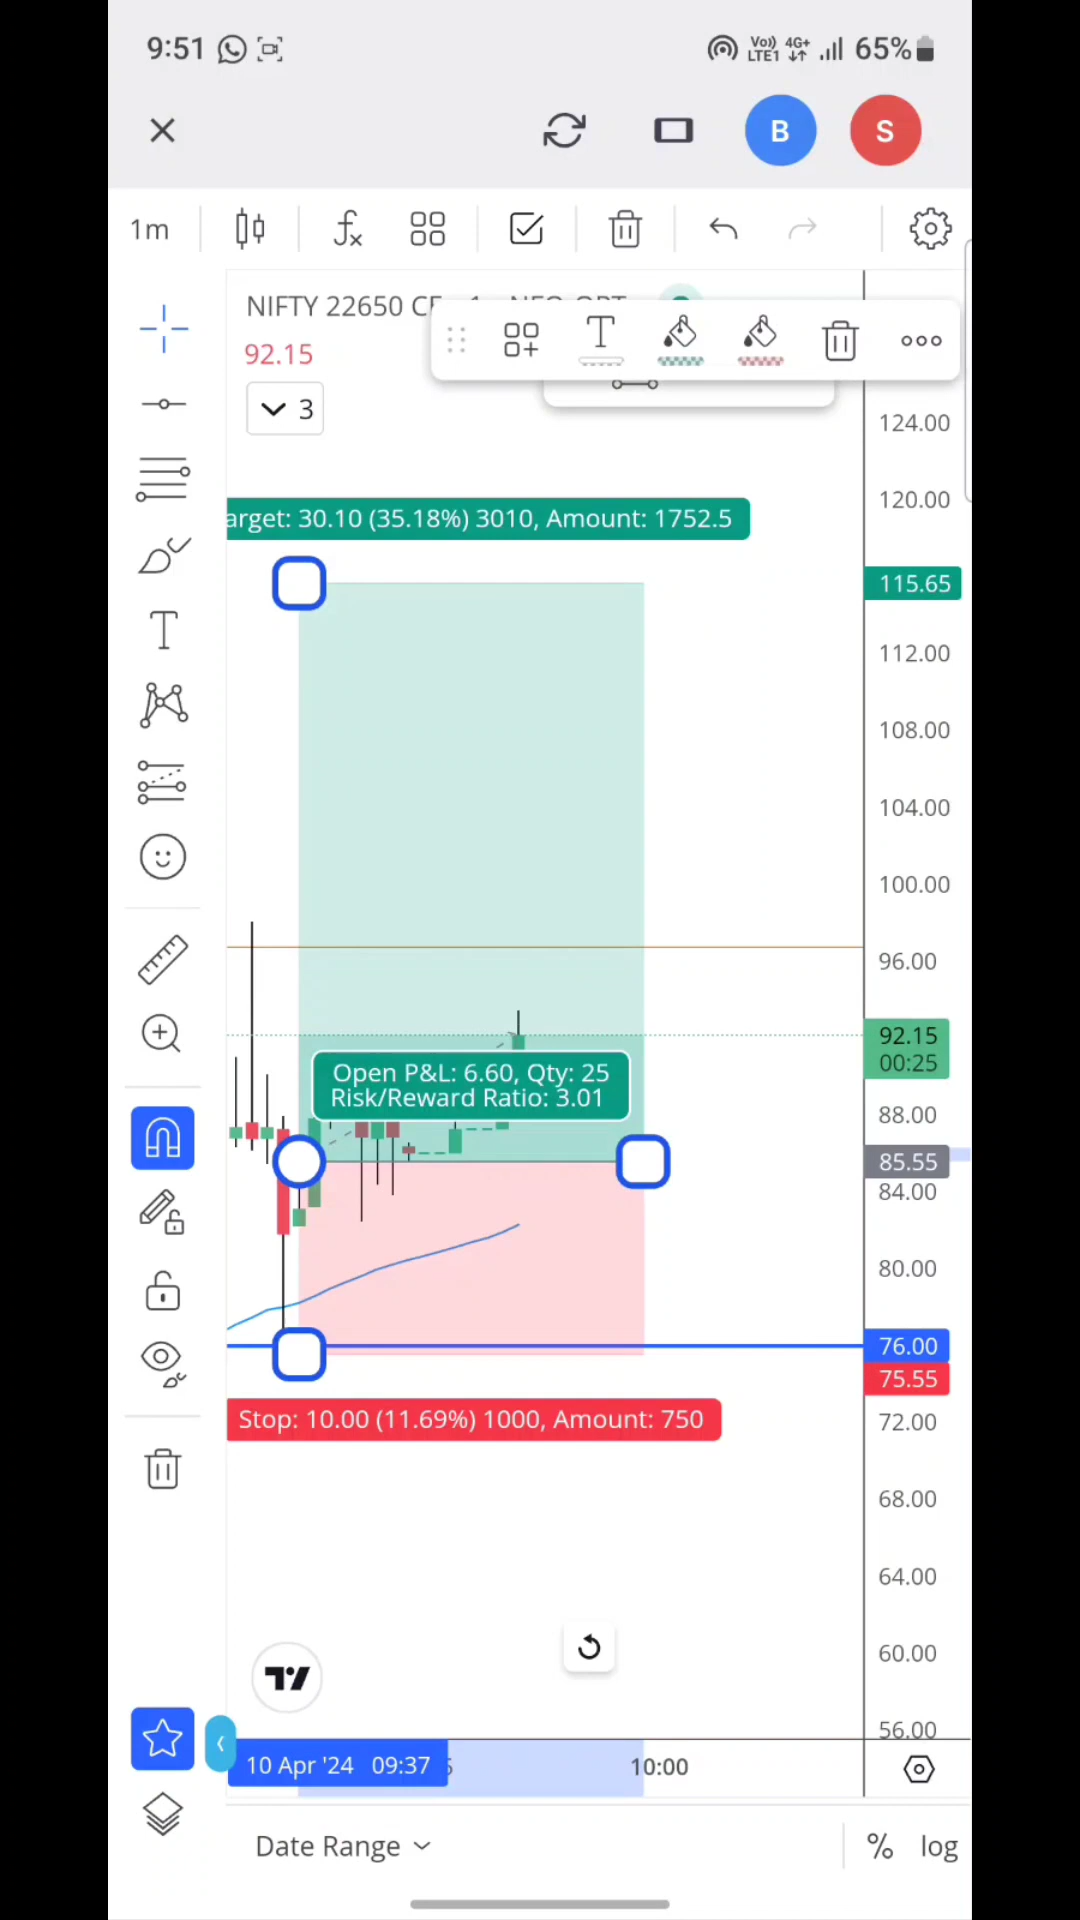 9:51
Vo)) LTE1 4G+ 65%
B S
1m
NIFTY 22650
92.15
3
124.00
120.00
arget: 30.10 (35.18%) 3010, Amount: 1752.5
115.65
112.00
108.00
104.00
100.00
96.00
92.15
00:25
Open P&L: 6.60, Qty: 25
Risk/Reward Ratio: 3.01
88.00
85.55
84.00
80.00
76.00
75.55
Stop: 10.00 (11.69%) 1000, Amount: 750
72.00
68.00
64.00
60.00
56.00
10 Apr '24 09:37
10:00
Date Range
% log